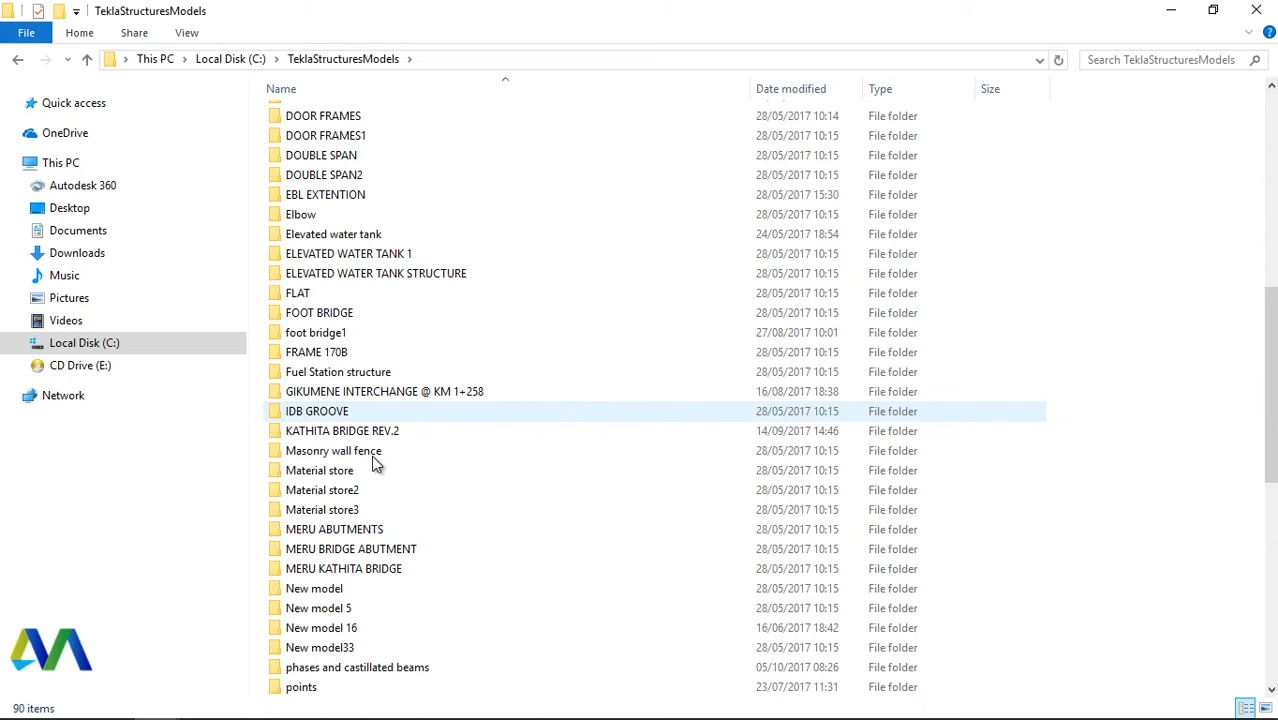 TeklaStructuresModels
File Home Share View
This PC Local Disk (C:) TeklaStructuresModels Search TeklaStructuresModels
Name Date modified Type Size
Quick access
OneDrive
This PC
Autodesk 360
Desktop
Documents
Downloads
Music
Pictures
Videos
Local Disk (C:)
CD Drive (E:)
Network
DOOR FRAMES 28/05/2017 10:14 File folder
DOOR FRAMES1 28/05/2017 10:15 File folder
DOUBLE SPAN 28/05/2017 10:15 File folder
DOUBLE SPAN2 28/05/2017 10:15 File folder
EBL EXTENTION 28/05/2017 15:30 File folder
Elbow 28/05/2017 10:15 File folder
Elevated water tank 24/05/2017 18:54 File folder
ELEVATED WATER TANK 1 28/05/2017 10:15 File folder
ELEVATED WATER TANK STRUCTURE 28/05/2017 10:15 File folder
FLAT 28/05/2017 10:15 File folder
FOOT BRIDGE 28/05/2017 10:15 File folder
foot bridge1 27/08/2017 10:01 File folder
FRAME 170B 28/05/2017 10:15 File folder
Fuel Station structure 28/05/2017 10:15 File folder
GIKUMENE INTERCHANGE @ KM 1+258 16/08/2017 18:38 File folder
IDB GROOVE 28/05/2017 10:15 File folder
KATHITA BRIDGE REV.2 14/09/2017 14:46 File folder
Masonry wall fence 28/05/2017 10:15 File folder
Material store 28/05/2017 10:15 File folder
Material store2 28/05/2017 10:15 File folder
Material store3 28/05/2017 10:15 File folder
MERU ABUTMENTS 28/05/2017 10:15 File folder
MERU BRIDGE ABUTMENT 28/05/2017 10:15 File folder
MERU KATHITA BRIDGE 28/05/2017 10:15 File folder
New model 28/05/2017 10:15 File folder
New model 5 28/05/2017 10:15 File folder
New model 16 16/06/2017 18:42 File folder
New model33 28/05/2017 10:15 File folder
phases and castillated beams 05/10/2017 08:26 File folder
points 23/07/2017 11:31 File folder
90 items